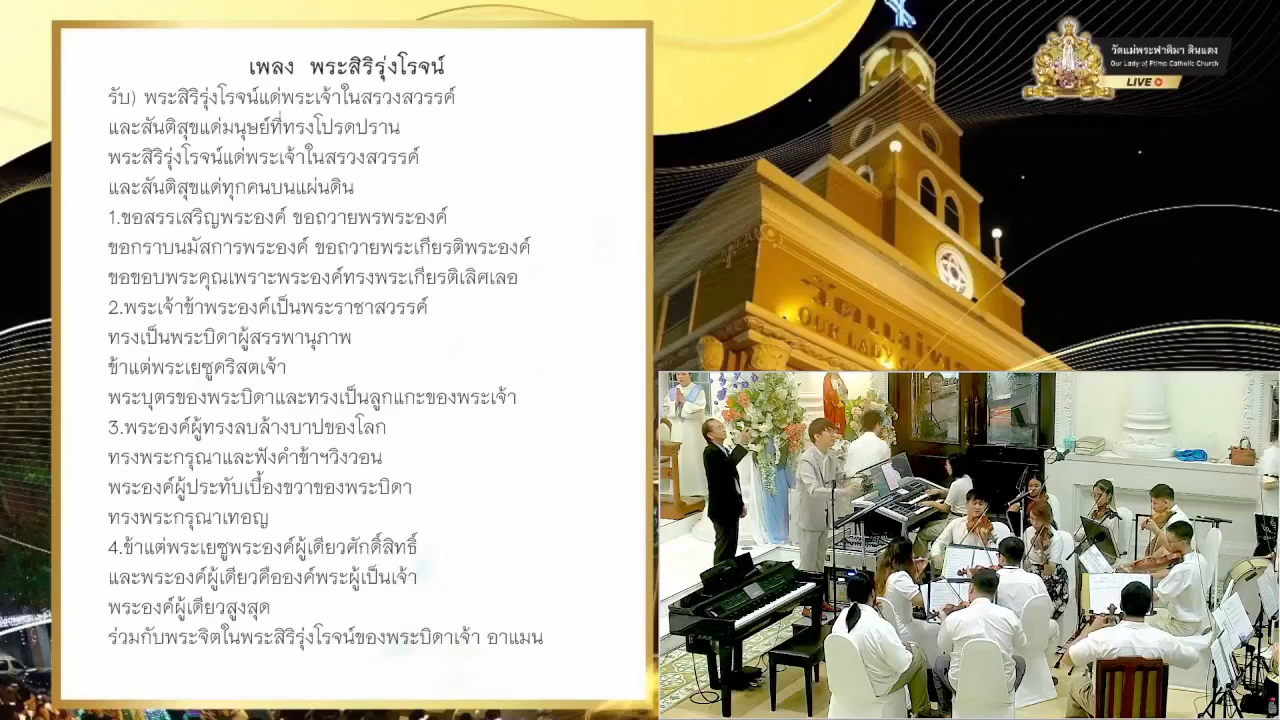 เพลง พระสิริรุ่งโรจน์
รับ) พระสิริรุ่งโรจน์แด่พระเจ้าในสรวงสวรรค์
และสันติสุขแด่มนุษย์ที่ทรงโปรดปราน
พระสิริรุ่งโรจน์แด่พระเจ้าในสรวงสวรรค์
และสันติสุขแด่ทุกคนบนแผ่นดิน
1.ขอสรรเสริญพระองค์ ขอถวายพรพระองค์
ขอกราบนมัสการพระองค์ ขอถวายพระเกียรติพระองค์
ขอขอบพระคุณเพราะพระองค์ทรงพระเกียรติเลิศเลอ
2.พระเจ้าข้าพระองค์เป็นพระราชาสวรรค์
ทรงเป็นพระบิดาผู้สรรพานุภาพ
ข้าแต่พระเยซูคริสตเจ้า
พระบุตรของพระบิดาและทรงเป็นลูกแกะของพระเจ้า
3.พระองค์ผู้ทรงลบล้างบาปของโลก
ทรงพระกรุณาและฟังคำข้าฯวิงวอน
พระองค์ผู้ประทับเบื้องขวาของพระบิดา
ทรงพระกรุณาเทอญ
4.ข้าแต่พระเยซูพระองค์ผู้เดียวศักดิ์สิทธิ์
และพระองค์ผู้เดียวคือองค์พระผู้เป็นเจ้า
พระองค์ผู้เดียวสูงสุด
ร่วมกับพระจิตในพระสิริรุ่งโรจน์ของพระบิดาเจ้า อาแมน
วัดแม่พระฟาติมา ดินแดง
Our Lady of Ftima Catholic Church
LIVE
OUR LADY